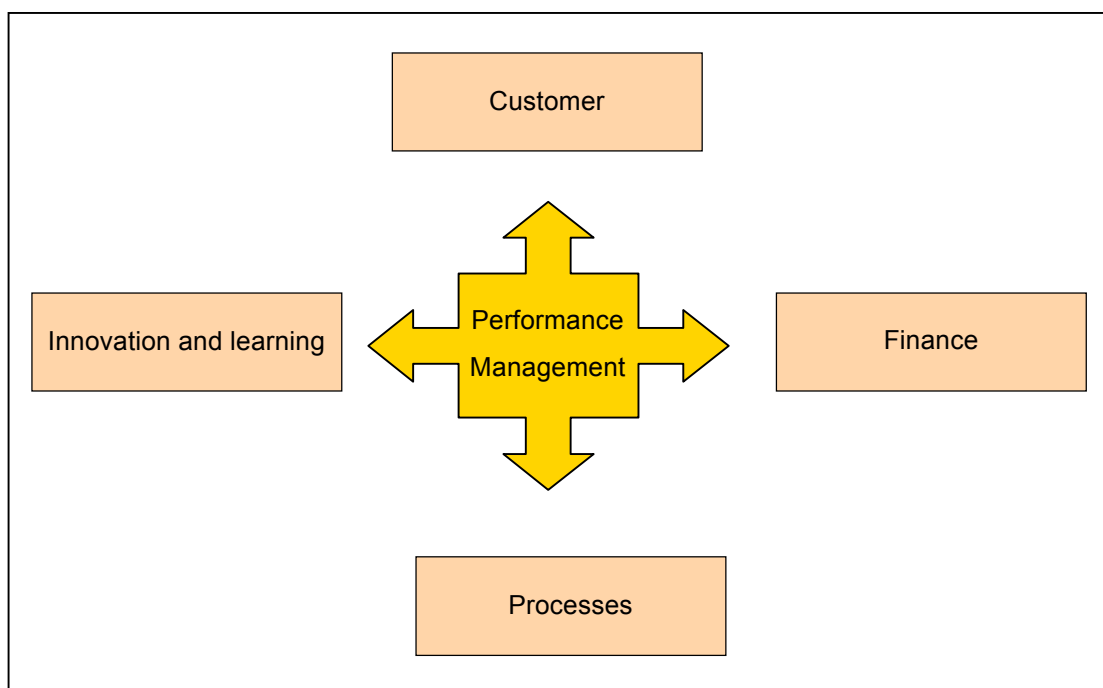 Customer
Innovation and learning
Performance
Management
Finance
Processes